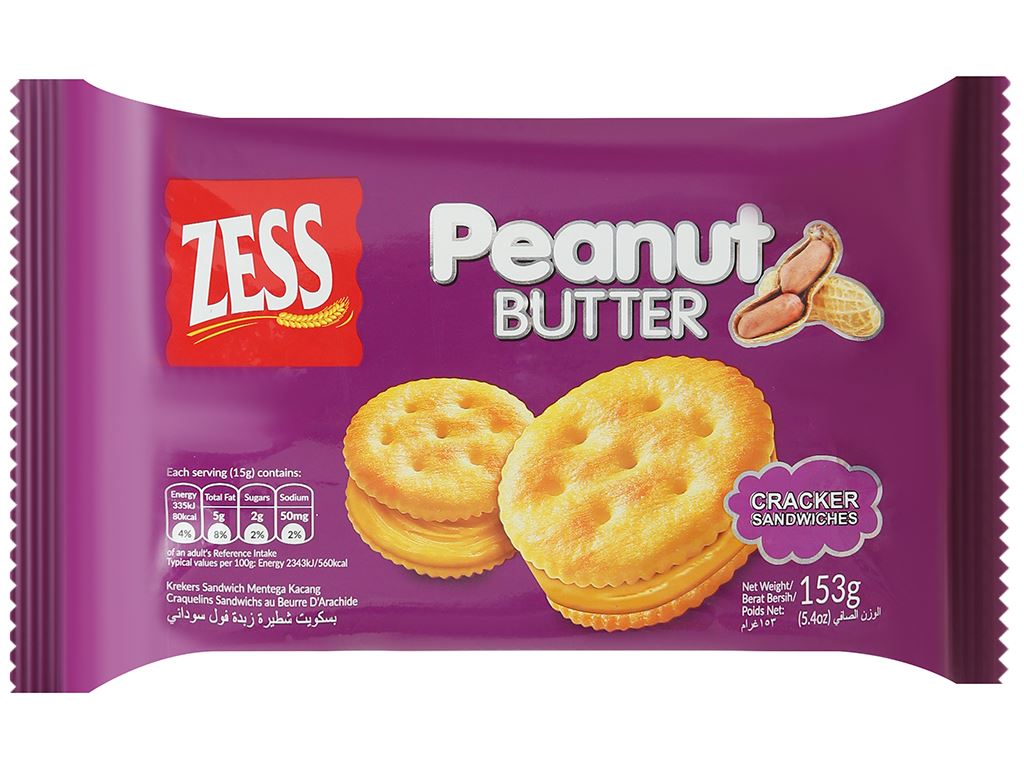 ZESS
Peanut
BUTTER
Each serving (15g) contains:
Energy 335kJ 80kcal 4%
Total Fat 5g 8%
Sugars 2g 2%
Sodium 50mg 2%
of an adult's Reference Intake
Typical values per 100g: Energy 2343kJ/560kcal
Krekers Sandwich Mentega Kacang
Craquelins Sandwichs au Beurre D'Arachide
بسكويت شطيرة زبدة فول سوداني
CRACKER
SANDWICHES
Net Weight/
Berat Bersih/
Poids Net:
153g
(5.4oz)
الوزن الصافي
١٥٣غرام